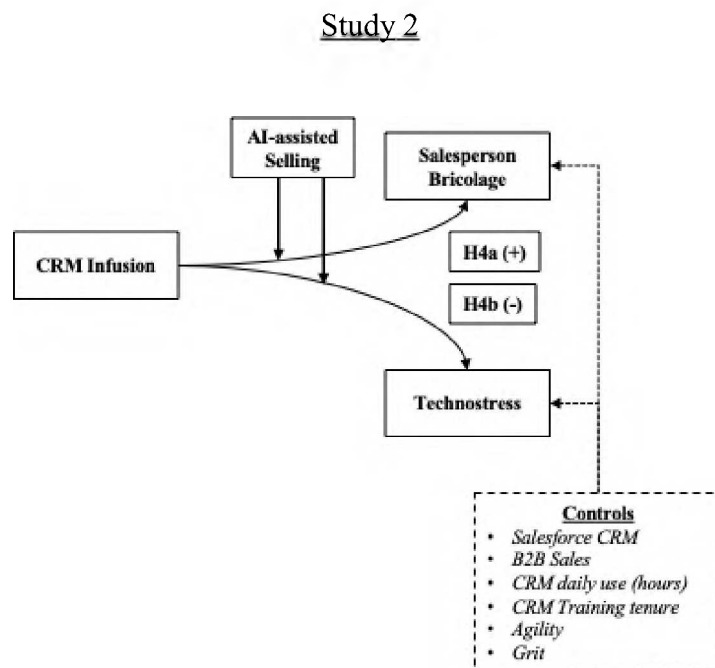 Study 2
AI-assisted
Selling
Salesperson
Bricolage
CRM Infusion
H4a (+)
H4b (-)
Technostress
Controls
• Salesforce CRM
• B2B Sales
• CRM daily use (hours)
• CRM Training tenure
• Agility
• Grit